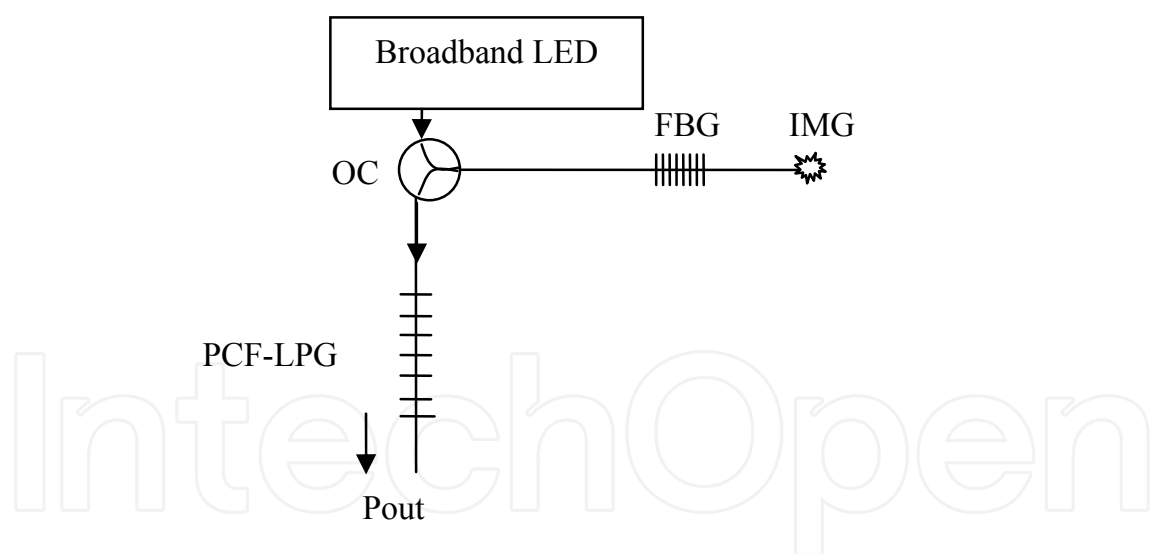 Broadband LED
FBG
IMG
OC
PCF-LPG
IntechOpen
Pout